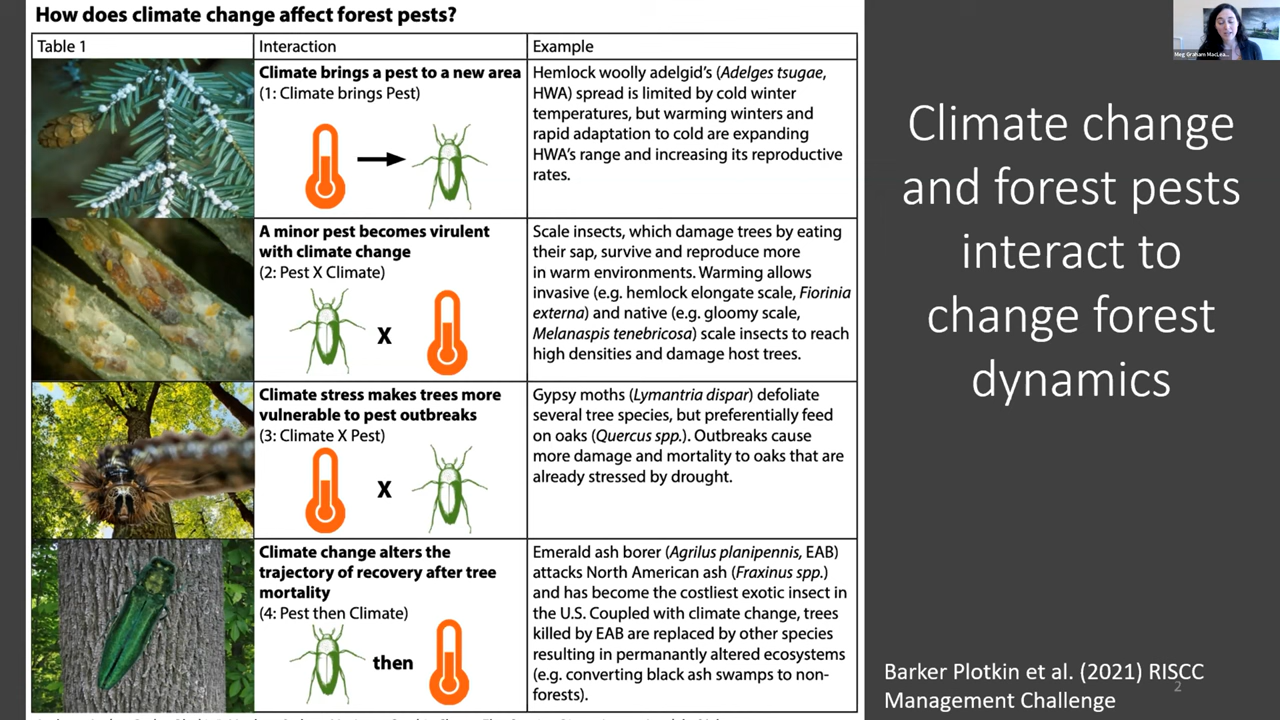 How does climate change affect forest pests?
Table 1
Interaction
Example
Climate brings a pest to a new area
(1: Climate brings Pest)
Hemlock woolly adelgid's (Adelges tsugae,
HWA) spread is limited by cold winter
temperatures, but warming winters and
rapid adaptation to cold are expanding
HWA's range and increasing its reproductive
rates.
A minor pest becomes virulent
with climate change
(2: Pest X Climate)
X
Scale insects, which damage trees by eating
their sap, survive and reproduce more
in warm environments. Warming allows
invasive (e.g. hemlock elongate scale, Fiorinia
externa) and native (e.g. gloomy scale,
Melanaspis tenebricosa) scale insects to reach
high densities and damage host trees.
Climate stress makes trees more
vulnerable to pest outbreaks
(3: Climate X Pest)
X
Gypsy moths (Lymantria dispar) defoliate
several tree species, but preferentially feed
on oaks (Quercus spp.). Outbreaks cause
more damage and mortality to oaks that are
already stressed by drought.
Climate change alters the
trajectory of recovery after tree
mortality
(4: Pest then Climate)
then
Emerald ash borer (Agrilus planipennis, EAB)
attacks North American ash (Fraxinus spp.)
and has become the costliest exotic insect in
the U.S. Coupled with climate change, trees
killed by EAB are replaced by other species
resulting in permanantly altered ecosystems
(e.g. converting black ash swamps to non-
forests).
Meg Graham MacLea...
Climate change
and forest pests
interact to
change forest
dynamics
Barker Plotkin et al. (2021) RISCC
Management Challenge
2